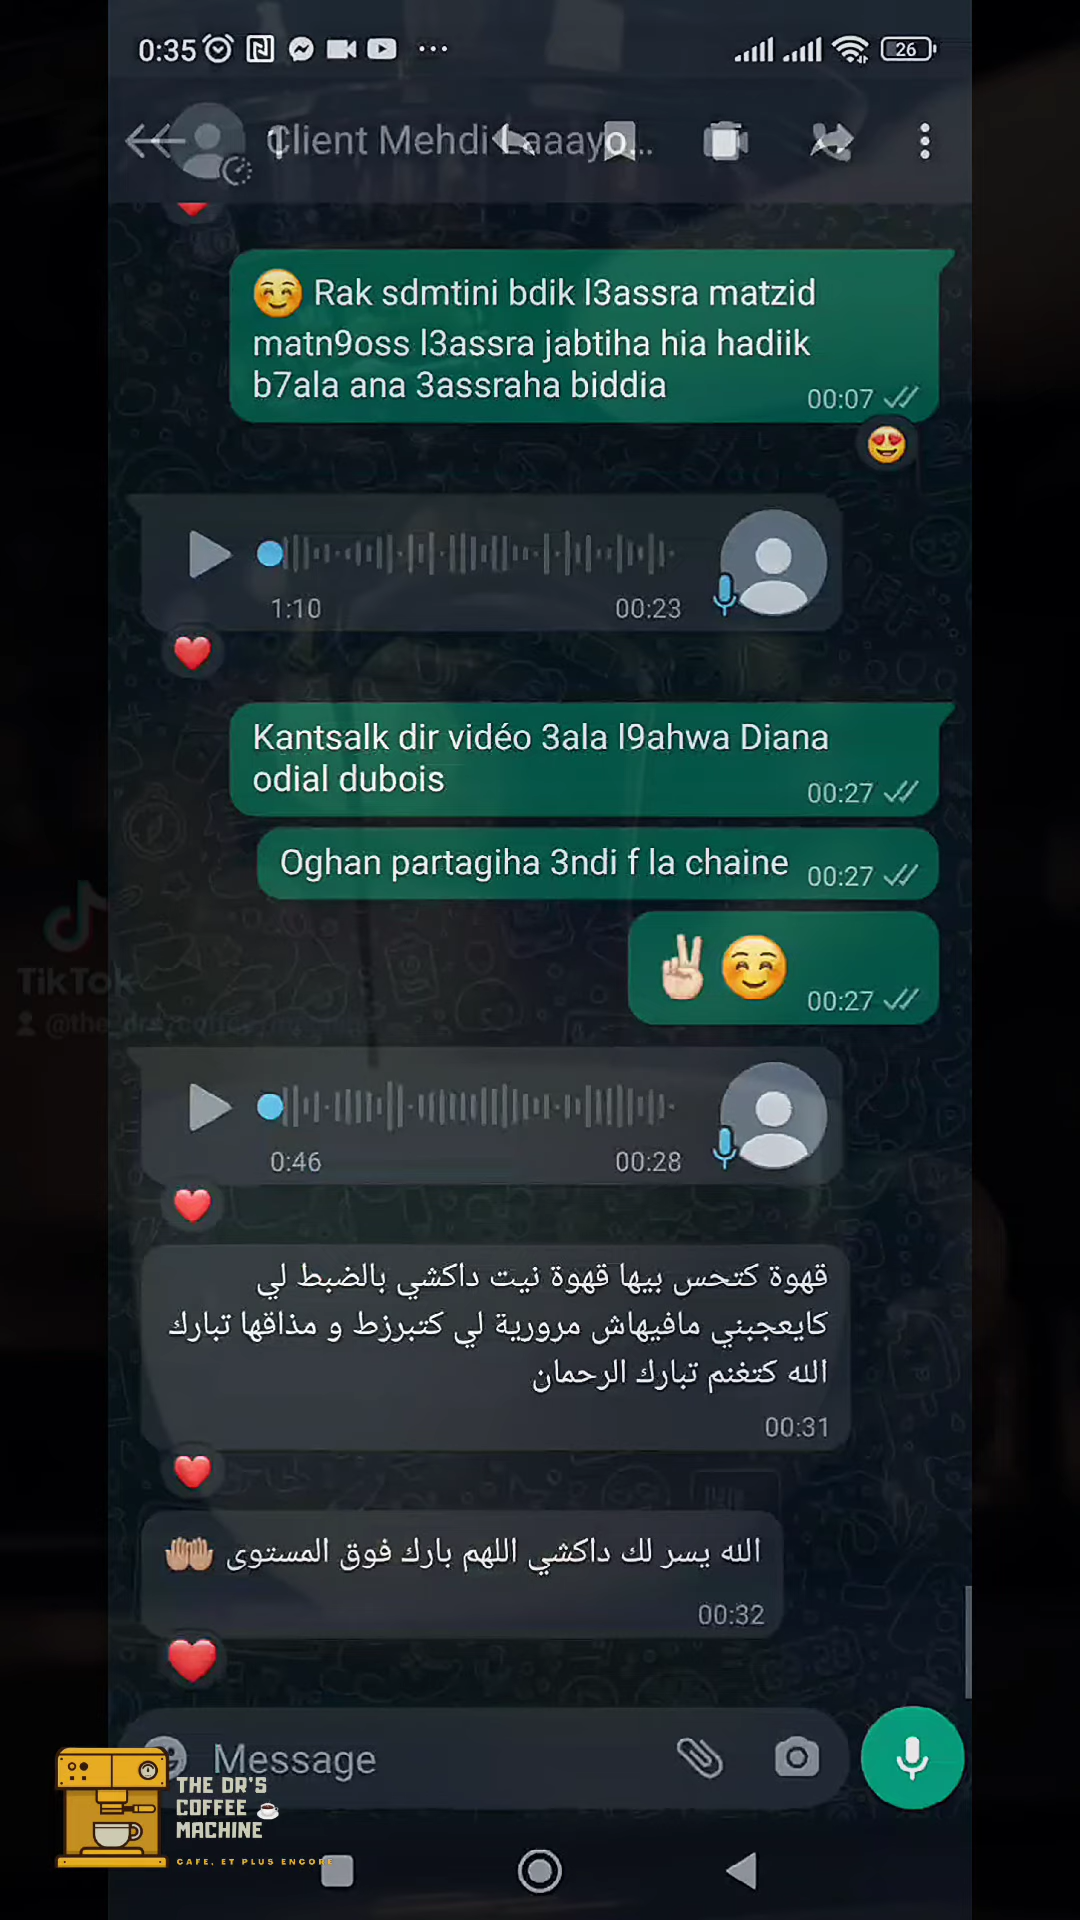 0:35
26
Client Mehdi Laaayo...
☺️ Rak sdmtini bdik l3assra matzid
matn9oss l3assra jabtiha hia hadiik
b7ala ana 3assraha biddia
00:07
😍
1:10
00:23
❤️
Kantsalk dir vidéo 3ala l9ahwa Diana
odial dubois
00:27
Oghan partagiha 3ndi f la chaine
00:27
✌🏻☺️
00:27
TikTok
0:46
00:28
❤️
قهوة كتحس بيها قهوة نيت داكشي بالضبط لي
كايعجبني مافيهاش مرورية لي كتبرزط و مذاقها تبارك
الله كتغنم تبارك الرحمان
00:31
❤️
الله يسر لك داكشي اللهم بارك فوق المستوى 🤲🏼
00:32
❤️
Message
THE DR'S
COFFEE ☕
MACHINE
CAFE, ET PLUS ENCORE